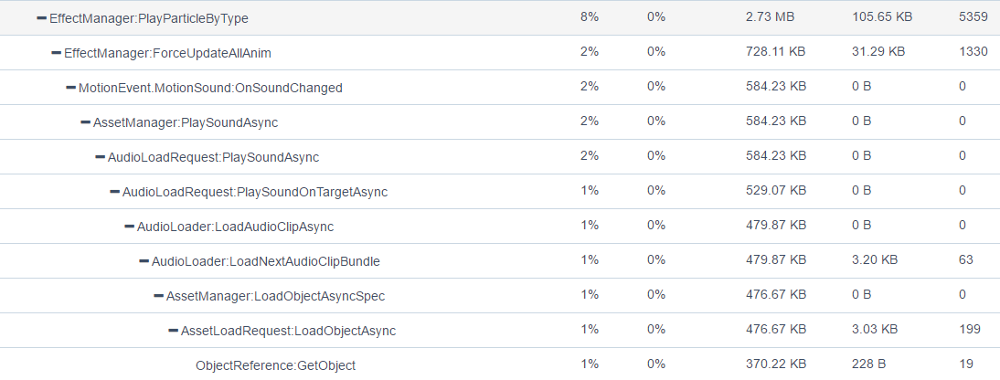 EffectManager:PlayParticleByType 8% 0% 2.73 MB 105.65 KB 5359
EffectManager:ForceUpdateAllAnim 2% 0% 728.11 KB 31.29 KB 1330
MotionEvent.MotionSound:OnSoundChanged 2% 0% 584.23 KB 0 B 0
AssetManager:PlaySoundAsync 2% 0% 584.23 KB 0 B 0
AudioLoadRequest:PlaySoundAsync 2% 0% 584.23 KB 0 B 0
AudioLoadRequest:PlaySoundOnTargetAsync 1% 0% 529.07 KB 0 B 0
AudioLoader:LoadAudioClipAsync 1% 0% 479.87 KB 0 B 0
AudioLoader:LoadNextAudioClipBundle 1% 0% 479.87 KB 3.20 KB 63
AssetManager:LoadObjectAsyncSpec 1% 0% 476.67 KB 0 B 0
AssetLoadRequest:LoadObjectAsync 1% 0% 476.67 KB 3.03 KB 199
ObjectReference:GetObject 1% 0% 370.22 KB 228 B 19